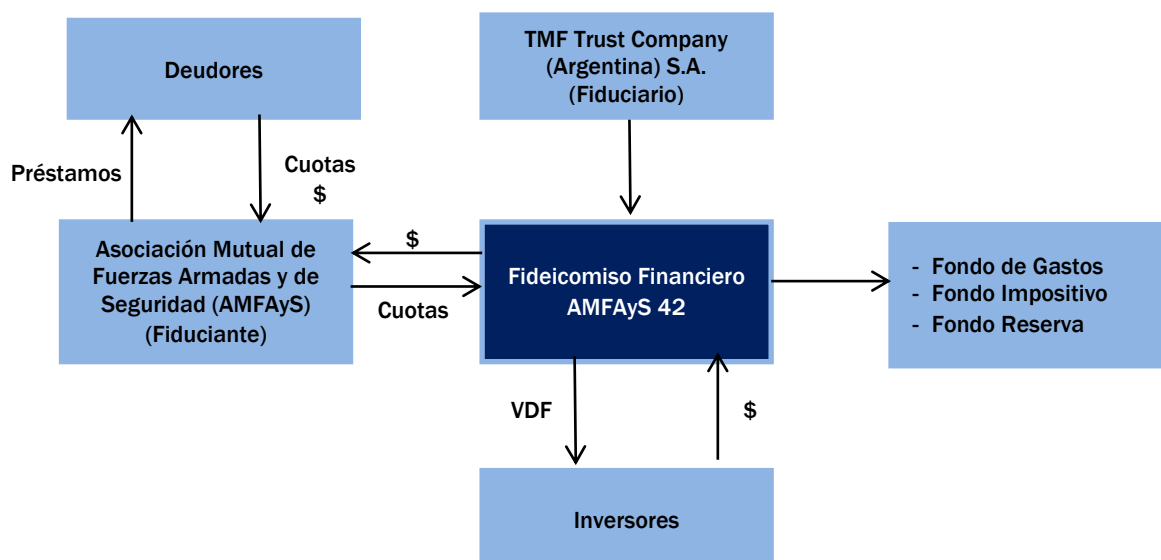 Deudores
TMF Trust Company
(Argentina) S.A.
(Fiduciario)
Préstamos
Cuotas
$
Asociación Mutual de
Fuerzas Armadas y de
Seguridad (AMFAyS)
(Fiduciante)
$
Cuotas
Fideicomiso Financiero
AMFAyS 42
- Fondo de Gastos
- Fondo Impositivo
- Fondo Reserva
VDF
$
Inversores